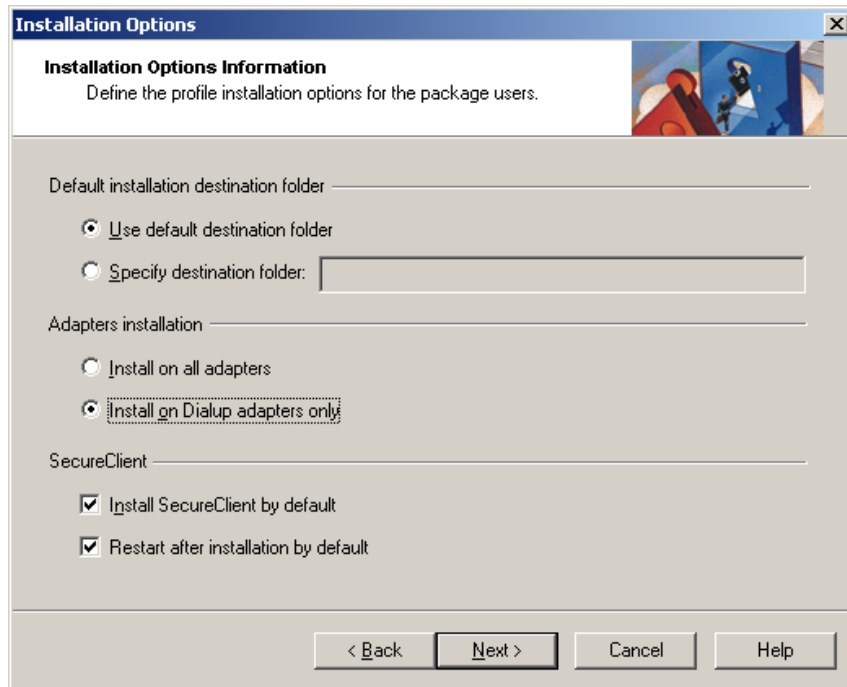 Installation Options
Installation Options Information
Define the profile installation options for the package users.
Default installation destination folder
Use default destination folder
Specify destination folder:
Adapters installation
Install on all adapters
Install on Dialup adapters only
SecureClient
Install SecureClient by default
Restart after installation by default
< Back Next > Cancel Help